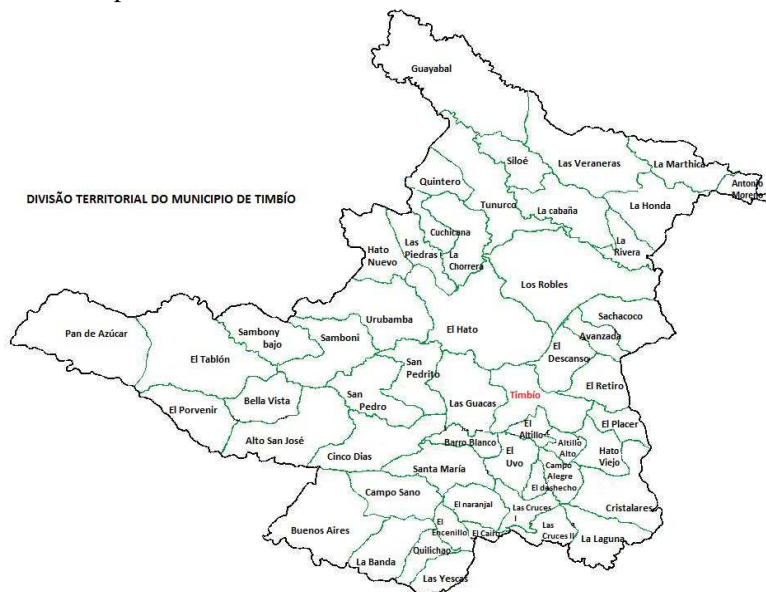 Guayabal
Siloé
Las Veraneras
La Marthica
Antonio
Moreno
Quintero
Tunurco
La cabaña
La Honda
DIVISÃO TERRITORIAL DO MUNICIPIO DE TIMBÍO
Cuchicana
La
Rivera
Hato
Nuevo
Las
Piedras
La
Chorrera
Los Robles
Sachacoco
Urubamba
El Hato
Avanzada
Pan de Azúcar
Sambony
bajo
Samboni
El
Descanso
El Tablón
San
Pedrito
El Retiro
Bella Vista
San
Pedro
Las Guacas
Timbío
El Porvenir
El Placer
Alto San José
El
Altillo
Altillo
Alto
Hato
Viejo
Barro Blanco
El
Uvo
Cinco Dias
Santa María
Campo
Alegre
El deshecho
Campo Sano
El naranjal
Las Cruces
I
Cristalares
Buenos Aires
El
Encenillo
Las
Cruces II
La Laguna
Quilichao
La Banda
Las Yescas